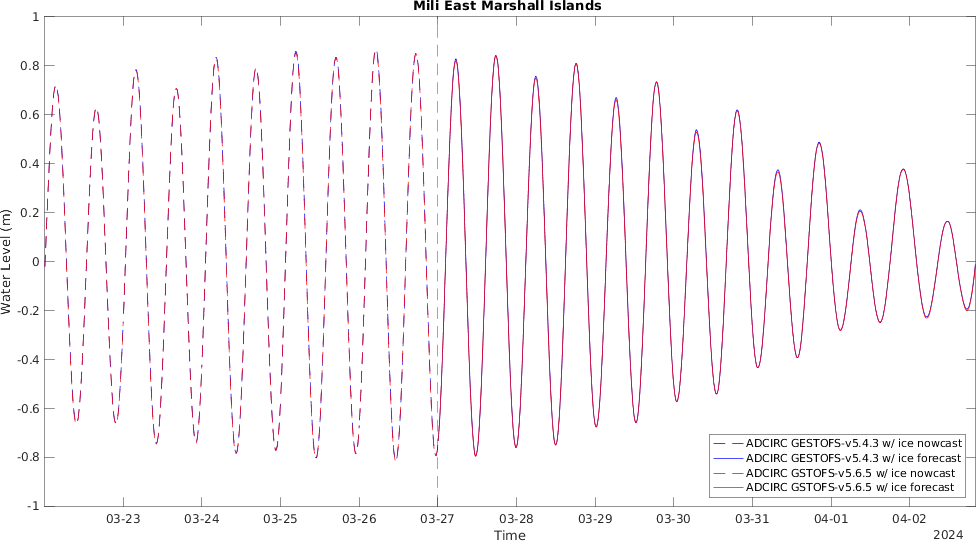 Mili East Marshall Islands
1
0.8
0.6
0.4
0.2
0
-0.2
-0.4
-0.6
-0.8
-1
Water Level (m)
03-23 03-24 03-25 03-26 03-27 03-28 03-29 03-30 03-31 04-01 04-02
Time
2024
ADCIRC GESTOFS-v5.4.3 w/ ice nowcast
ADCIRC GESTOFS-v5.4.3 w/ ice forecast
ADCIRC GSTOFS-v5.6.5 w/ ice nowcast
ADCIRC GSTOFS-v5.6.5 w/ ice forecast